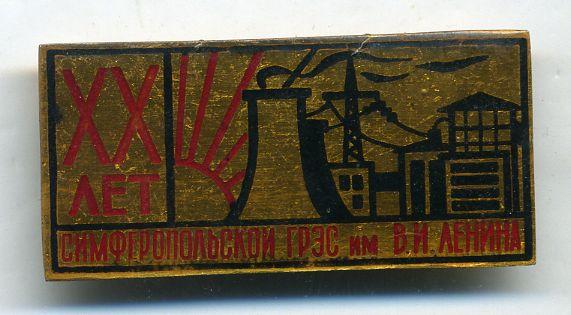 XX
ЛЕТ
СИМФЕРОПОЛЬСКОЙ ГРЭС ИМ В.И. ЛЕНИНА